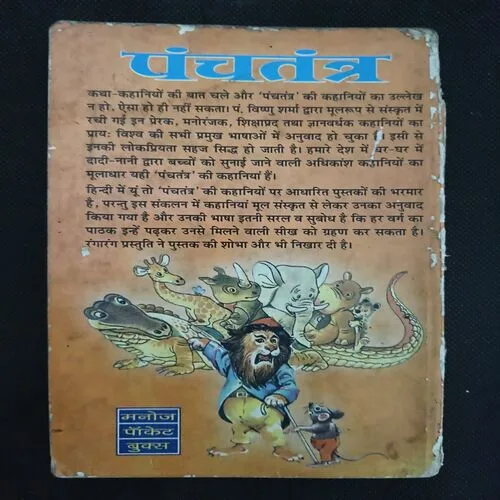 पंचतंत्र
कथा-कहानियों की बात चले और 'पंचतंत्र' की कहानियों का उल्लेख
न हो, ऐसा हो ही नहीं सकता। पं. विष्णु शर्मा द्वारा मूलरूप से संस्कृत में
रची गई इन प्रेरक, मनोरंजक, शिक्षाप्रद तथा ज्ञानवर्धक कहानियों का
प्रायः विश्व की सभी प्रमुख भाषाओं में अनुवाद हो चुका है। इसी से
इनकी लोकप्रियता सहज सिद्ध हो जाती है। हमारे देश में घर-घर में
दादी-नानी द्वारा बच्चों को सुनाई जाने वाली अधिकांश कहानियों का
मूलाधार यही 'पंचतंत्र' की कहानियां हैं।
हिन्दी में यूं तो 'पंचतंत्र' की कहानियों पर आधारित पुस्तकों की भरमार
है, परन्तु इस संकलन में कहानियां मूल संस्कृत से लेकर उनका अनुवाद
किया गया है और उनकी भाषा इतनी सरल व सुबोध है कि हर वर्ग का
पाठक इन्हें पढ़कर उनसे मिलने वाली सीख को ग्रहण कर सकता है।
रंगारंग प्रस्तुति ने पुस्तक की शोभा और भी निखार दी है।
मनोज
पॉकेट
बुक्स